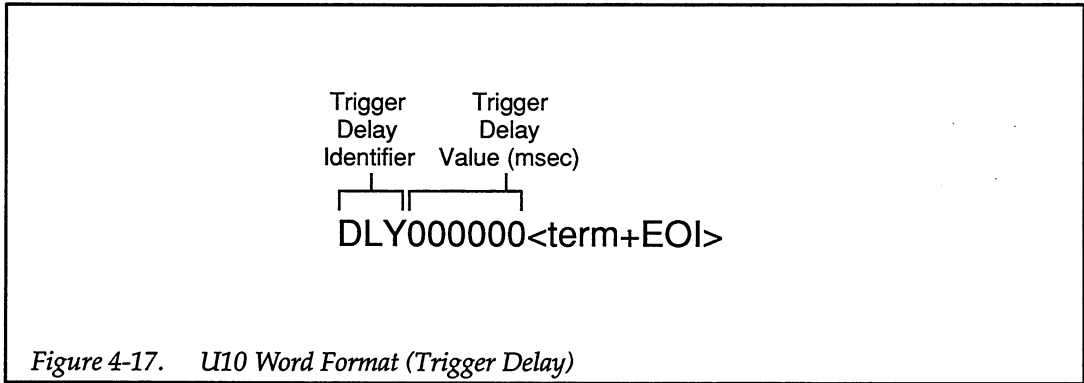 Trigger Trigger
Delay Delay
Identifier Value (msec)
DLY000000<term+EOI>
Figure 4-17. U10 Word Format (Trigger Delay)